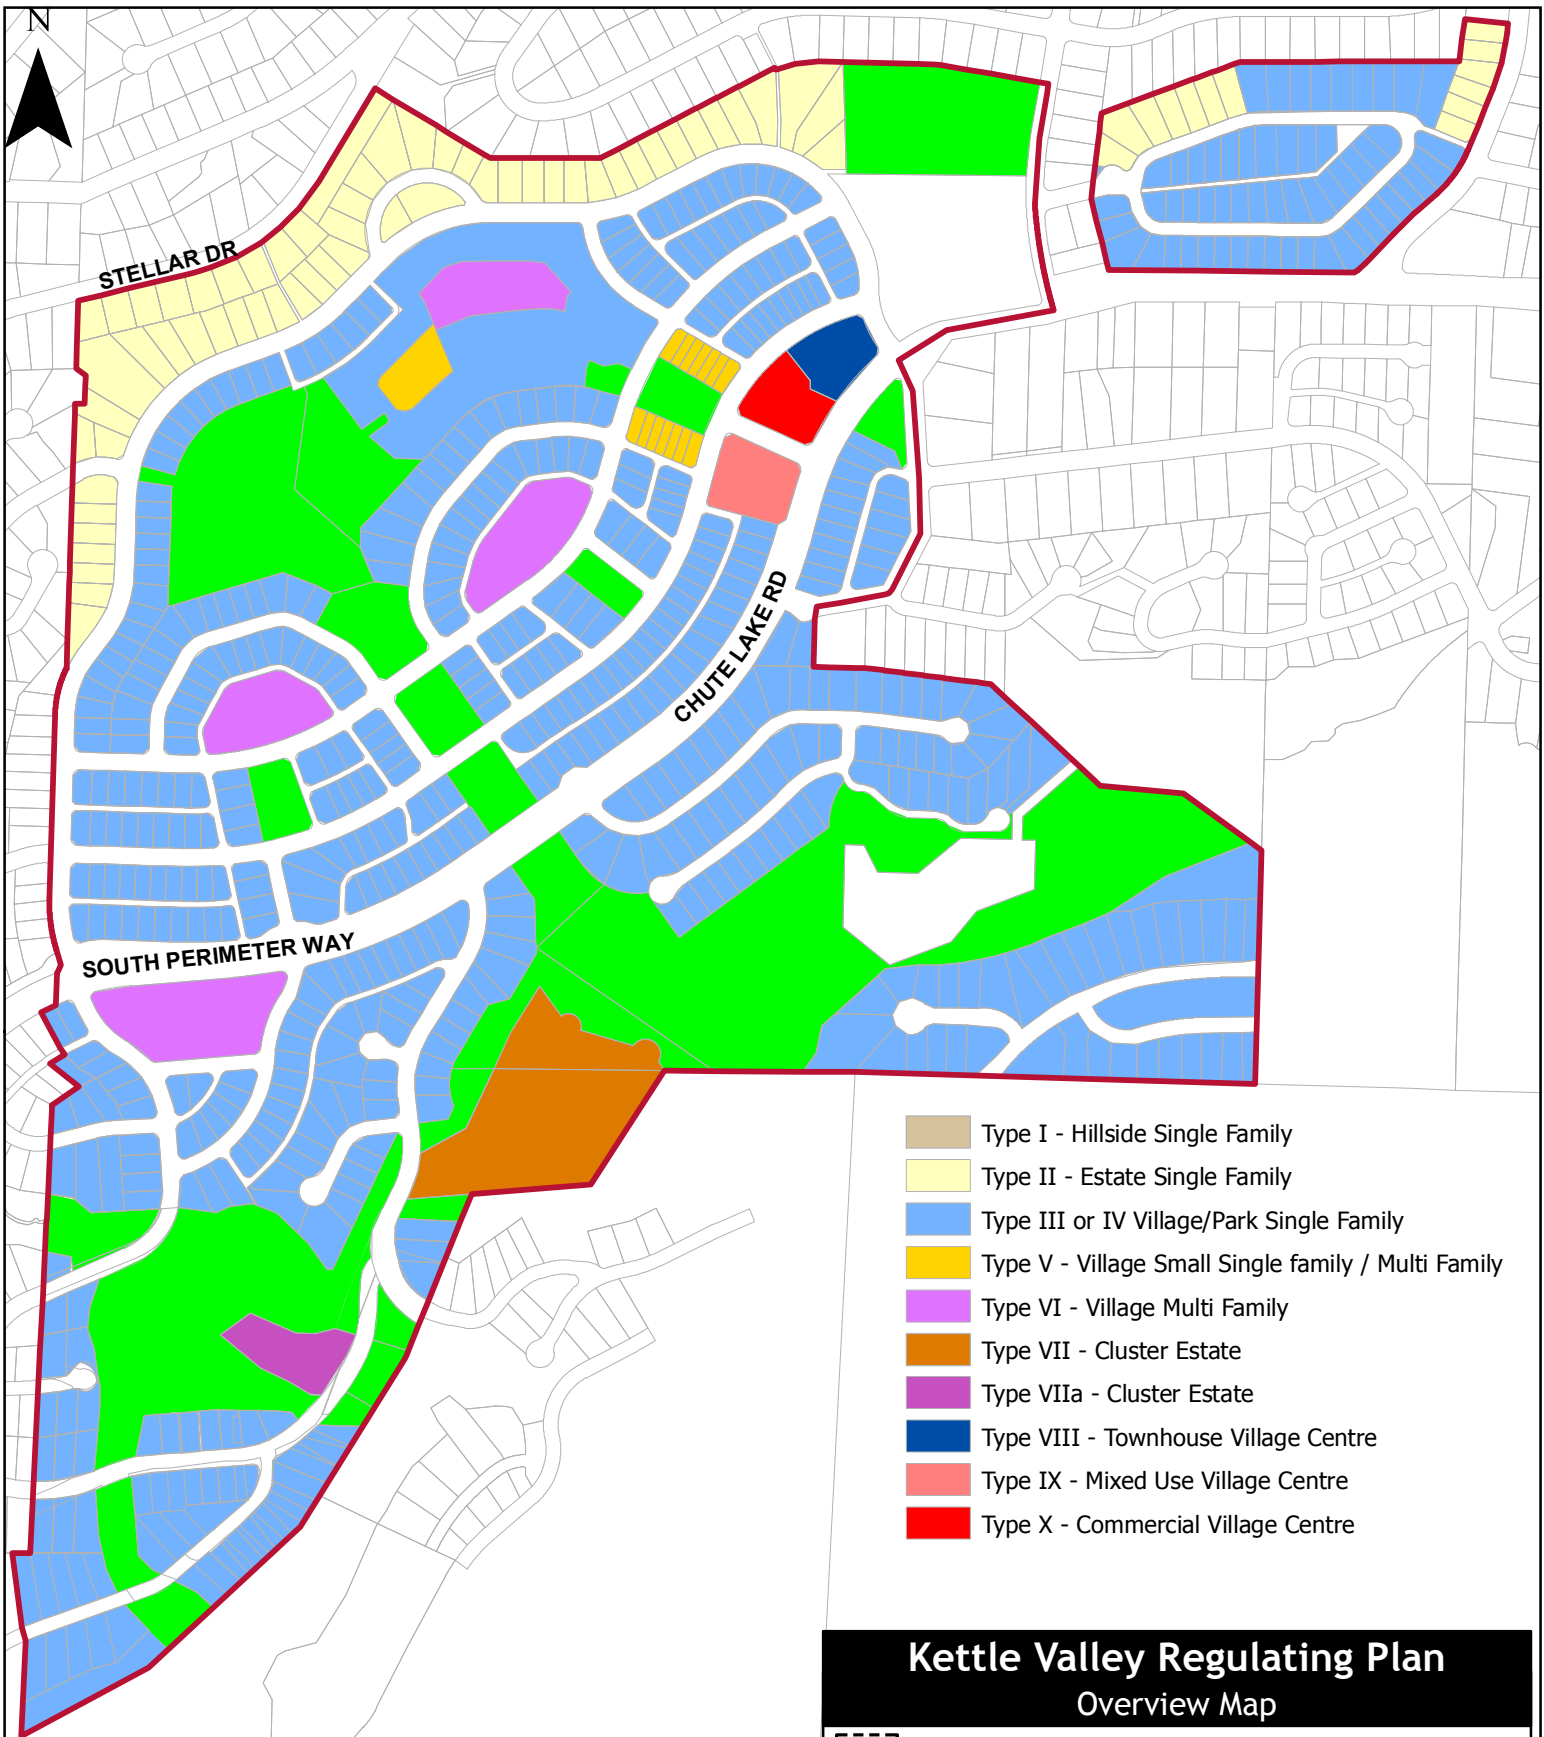 N
STELLAR DR
CHUTE LAKE RD
SOUTH PERIMETER WAY
Type I - Hillside Single Family
Type II - Estate Single Family
Type III or IV Village/Park Single Family
Type V - Village Small Single family / Multi Family
Type VI - Village Multi Family
Type VII - Cluster Estate
Type VIIa - Cluster Estate
Type VIII - Townhouse Village Centre
Type IX - Mixed Use Village Centre
Type X - Commercial Village Centre
Kettle Valley Regulating Plan
Overview Map